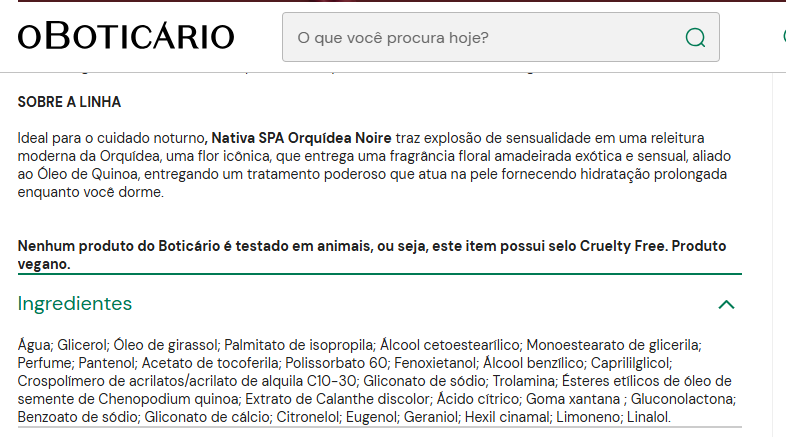 oBoticário
O que você procura hoje?
SOBRE A LINHA
Ideal para o cuidado noturno, Nativa SPA Orquídea Noire traz explosão de sensualidade em uma releitura
moderna da Orquídea, uma flor icônica, que entrega uma fragrância floral amadeirada exótica e sensual, aliado
ao Óleo de Quinoa, entregando um tratamento poderoso que atua na pele fornecendo hidratação prolongada
enquanto você dorme.
Nenhum produto do Boticário é testado em animais, ou seja, este item possui selo Cruelty Free. Produto
vegano.
Ingredientes
Água; Glicerol; Óleo de girassol; Palmitato de isopropila; Álcool cetoestearílico; Monoestearato de glicerila;
Perfume; Pantenol; Acetato de tocoferila; Polissorbato 60; Fenoxietanol; Álcool benzílico; Caprililglicol;
Crospolímero de acrilatos/acrilato de alquila C10-30; Gliconato de sódio; Trolamina; Ésteres etílicos de óleo de
semente de Chenopodium quinoa; Extrato de Calanthe discolor; Ácido cítrico; Goma xantana ; Gluconolactona;
Benzoato de sódio; Gliconato de cálcio; Citronelol; Eugenol; Geraniol; Hexil cinamal; Limoneno; Linalol.